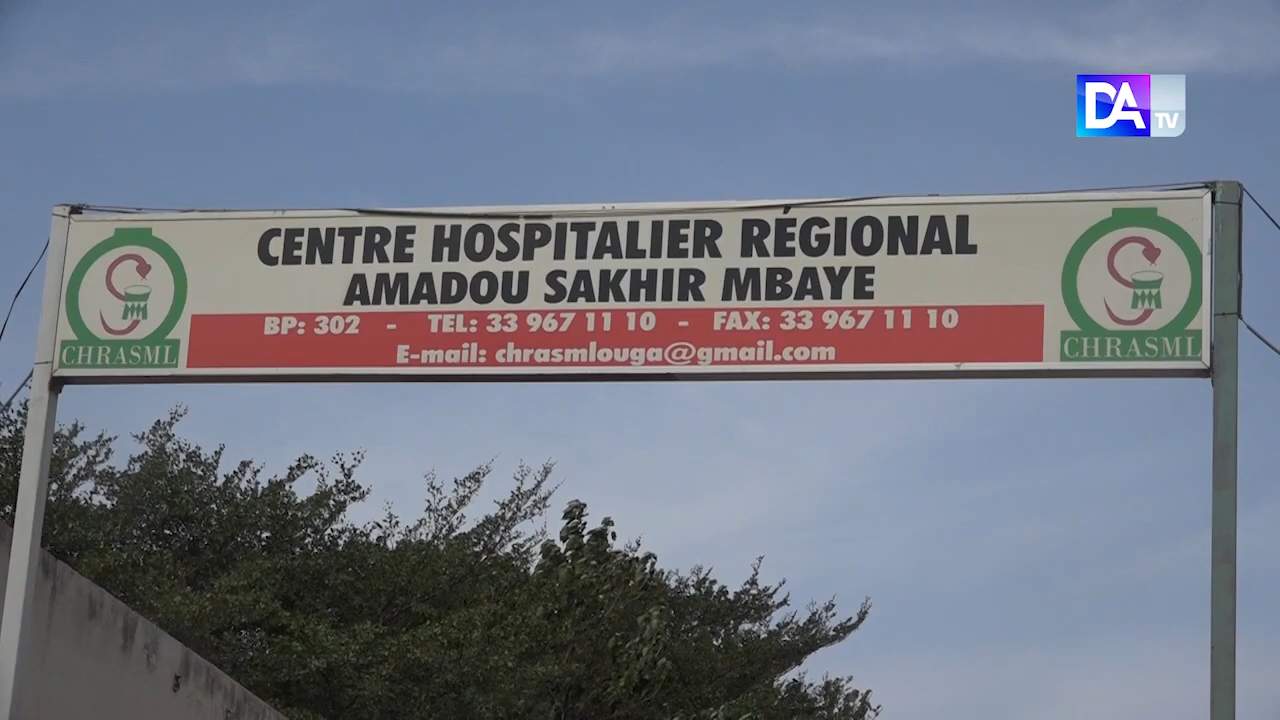 DA TV
CENTRE HOSPITALIER RÉGIONAL
AMADOU SAKHIR MBAYE
BP: 302 - TEL: 33 967 11 10 - FAX: 33 967 11 10
E-mail: chrasmlouga@gmail.com
CHRASML
CHRASML